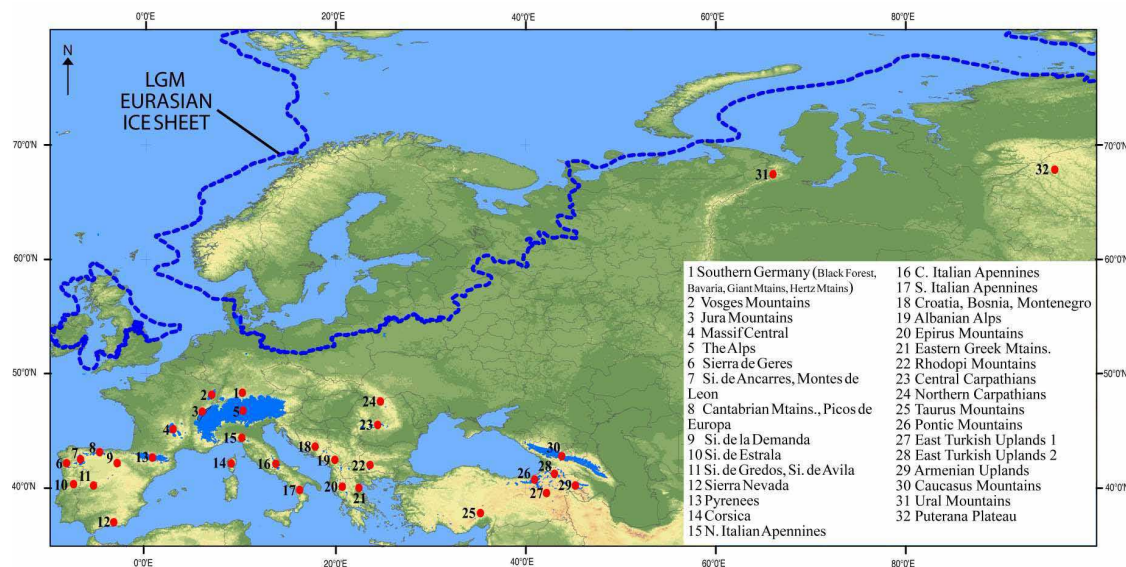 0°0'E 20°0'E 40°0'E 60°0'E 80°0'E
N
LGM
EURASIAN
ICE SHEET
70°0'N 70°0'N
60°0'N 60°0'N
50°0'N 50°0'N
40°0'N 40°0'N
31
32
2 1
3 5
4
24
23
15
18
8
7
6
9
13
14
16
19
22
30
28
26
29
27
11
10
17
20
21
25
12
1 Southern Germany (Black Forest,
Bavaria, Giant Mtains, Hertz Mtains)
2 Vosges Mountains
3 Jura Mountains
4 Massif Central
5 The Alps
6 Sierra de Geres
7 Si. de Ancarres, Montes de
Leon
8 Cantabrian Mtains., Picos de
Europa
9 Si. de la Demanda
10 Si. de Estrala
11 Si. de Gredos, Si. de Avila
12 Sierra Nevada
13 Pyrenees
14 Corsica
15 N. Italian Apennines
16 C. Italian Apennines
17 S. Italian Apennines
18 Croatia, Bosnia, Montenegro
19 Albanian Alps
20 Epirus Mountains
21 Eastern Greek Mtains.
22 Rhodopi Mountains
23 Central Carpathians
24 Northern Carpathians
25 Taurus Mountains
26 Pontic Mountains
27 East Turkish Uplands 1
28 East Turkish Uplands 2
29 Armenian Uplands
30 Caucasus Mountains
31 Ural Mountains
32 Puterana Plateau
0°0'E 20°0'E 40°0'E 60°0'E 80°0'E